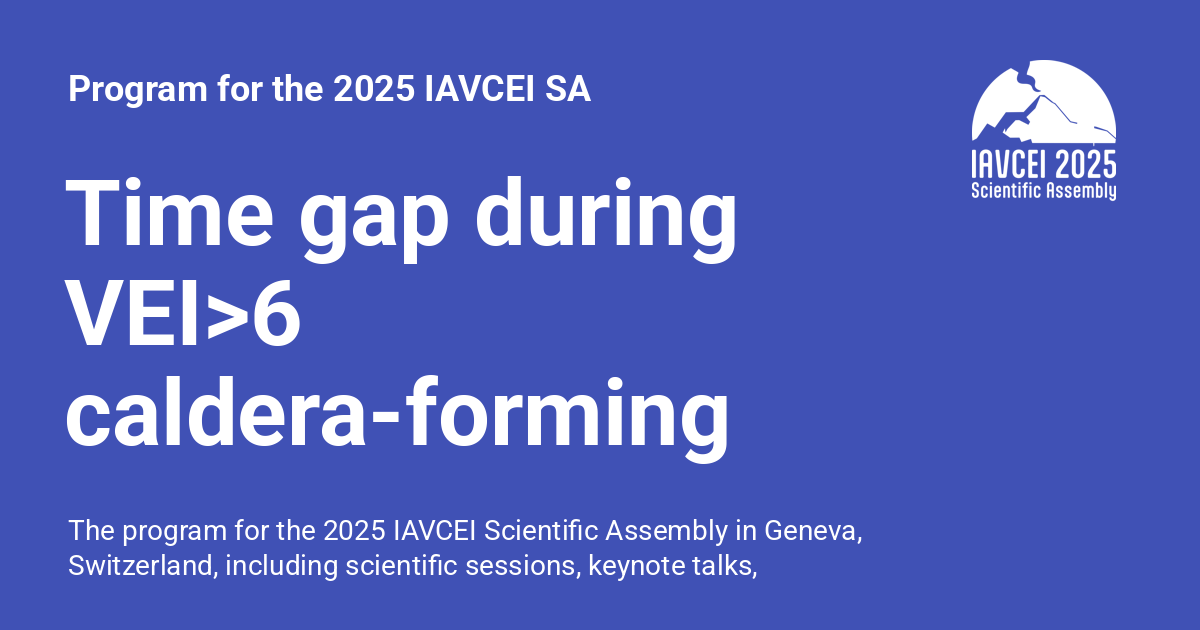 Program for the 2025 IAVCEI SA
IAVCEI 2025
Scientific Assembly
Time gap during
VEI>6
caldera-forming
The program for the 2025 IAVCEI Scientific Assembly in Geneva,
Switzerland, including scientific sessions, keynote talks,